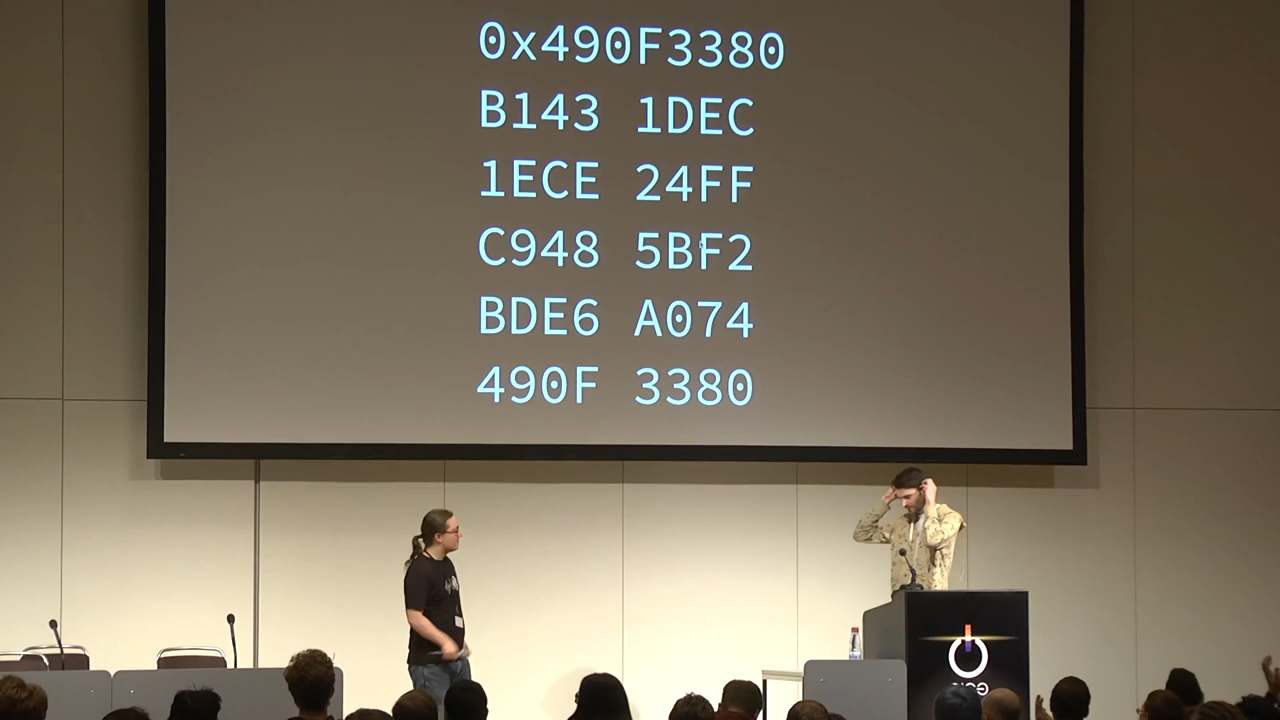 0x490F3380
B143 1DEC
1ECE 24FF
C948 5BF2
BDE6 A074
490F 3380